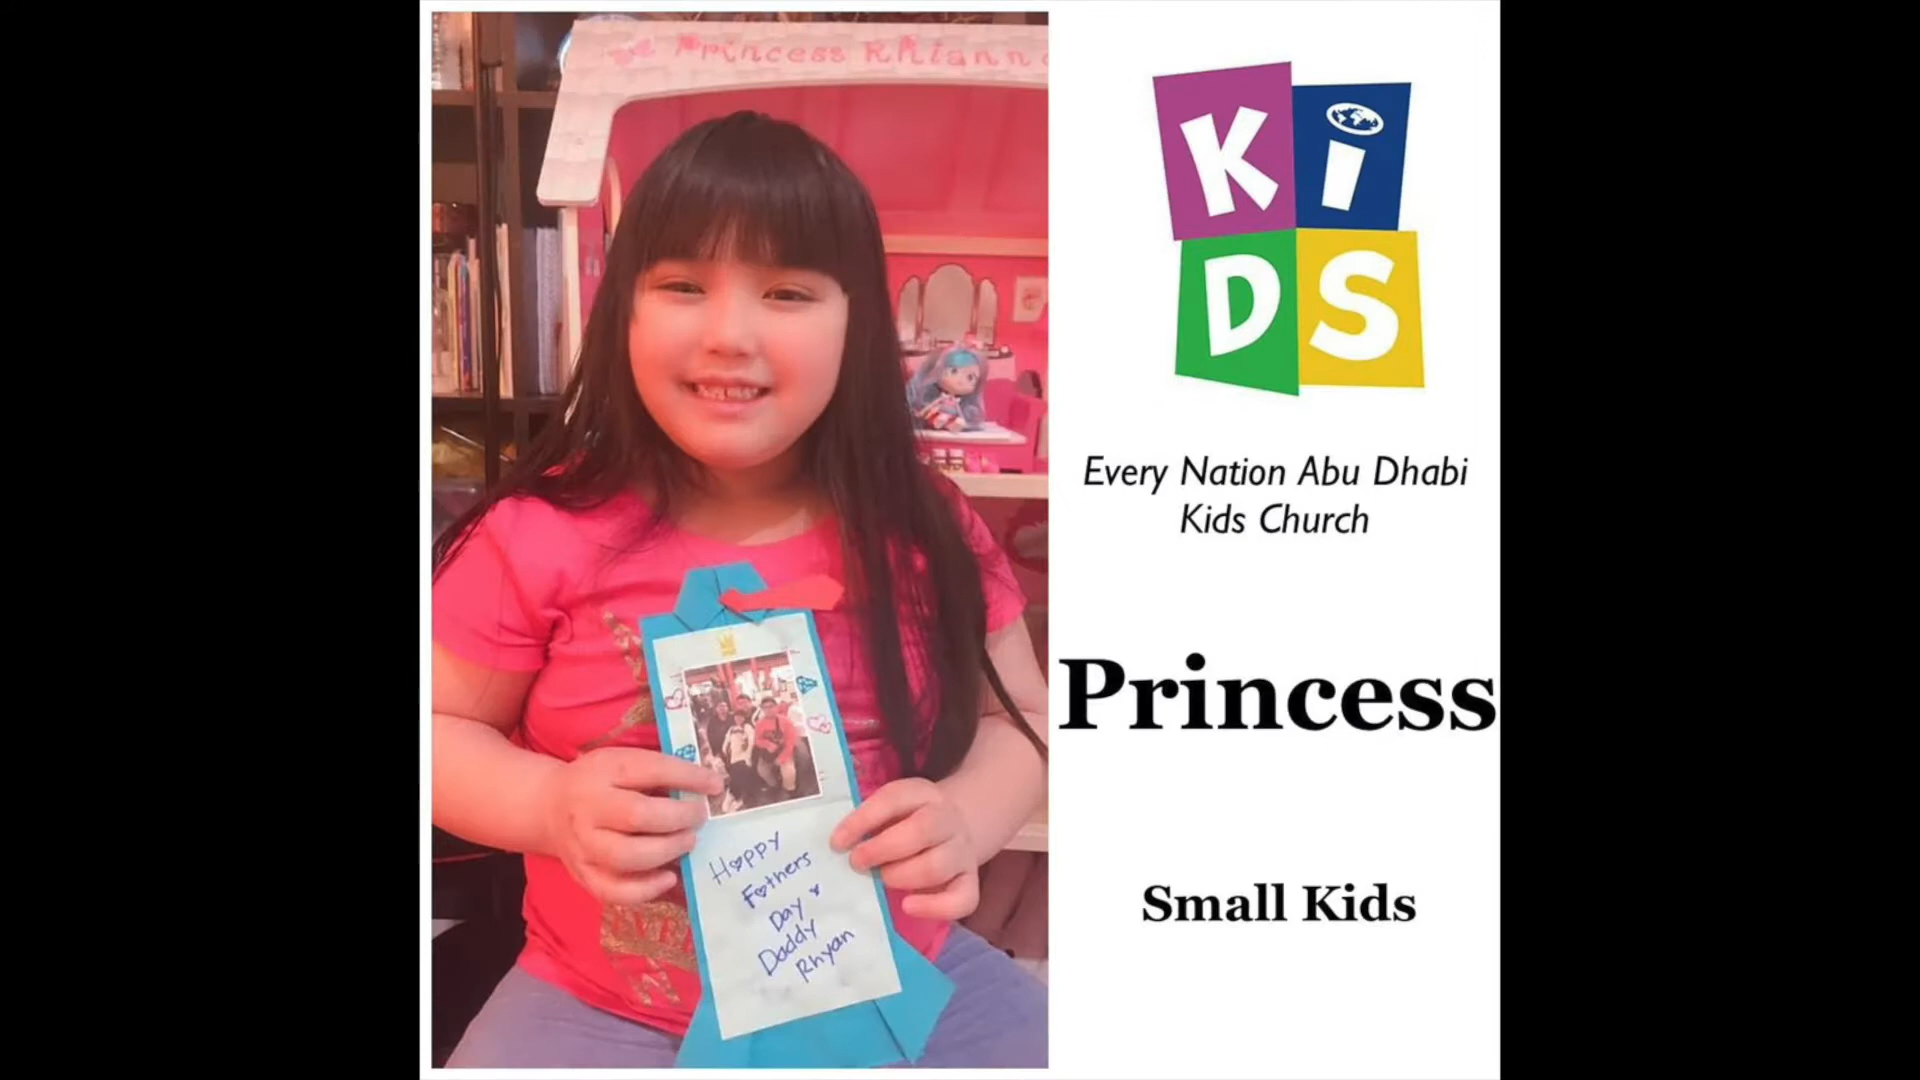 Princess Rhianna
Happy
Fathers
Day
Daddy
Rhyan
KiDS
Every Nation Abu Dhabi
Kids Church
Princess
Small Kids